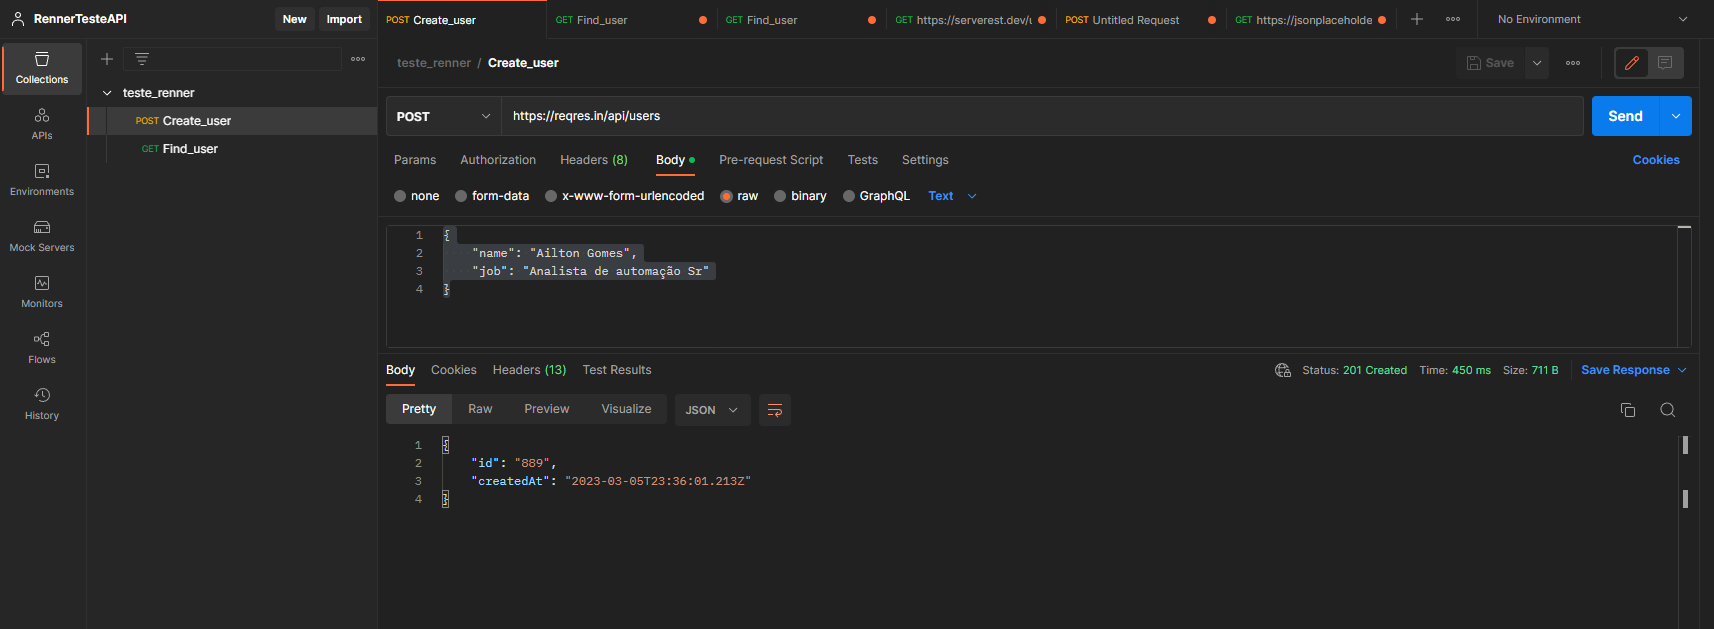 RennerTesteAPI
New
Import
POST Create_user
GET Find_user
GET Find_user
GET https://serverest.dev/u
POST Untitled Request
GET https://jsonplaceholde
No Environment
Collections
APIs
Environments
Mock Servers
Monitors
Flows
History
teste_renner
POST Create_user
GET Find_user
teste_renner / Create_user
Save
POST
https://reqres.in/api/users
Send
Params
Authorization
Headers (8)
Body
Pre-request Script
Tests
Settings
Cookies
none
form-data
x-www-form-urlencoded
raw
binary
GraphQL
Text
1 {
2 "name": "Ailton Gomes",
3 "job": "Analista de automação Sr"
4 }
Body
Cookies
Headers (13)
Test Results
Status: 201 Created
Time: 450 ms
Size: 711 B
Save Response
Pretty
Raw
Preview
Visualize
JSON
1 {
2 "id": "889",
3 "createdAt": "2023-03-05T23:36:01.213Z"
4 }